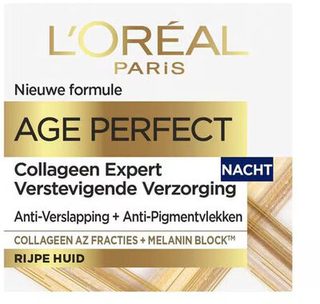 L'ORÉAL
PARIS
Nieuwe formule
AGE PERFECT
Collageen Expert NACHT
Verstevigende Verzorging
Anti-Verslapping + Anti-Pigmentvlekken
COLLAGEEN AZ FRACTIES + MELANIN BLOCK™
RIJPE HUID